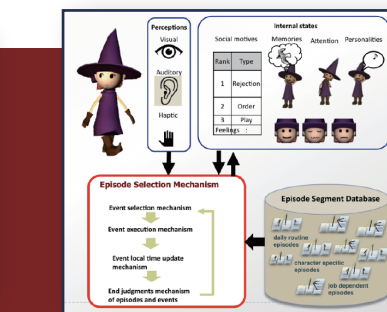 Perceptions
Visual
Auditory
Haptic
Internal states
Social motives
Memories
Attention
Personalities
Rank Type
1 Rejection
2 Order
3 Play
Feelings :
Episode Selection Mechanism
Event selection mechanism
Event execution mechanism
Event local time update
mechanism
End judgments mechanism
of episodes and events
Episode Segment Database
daily routine
episodes
character specific
episodes
job dependent
episodes